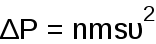 ΔP = nmsυ²